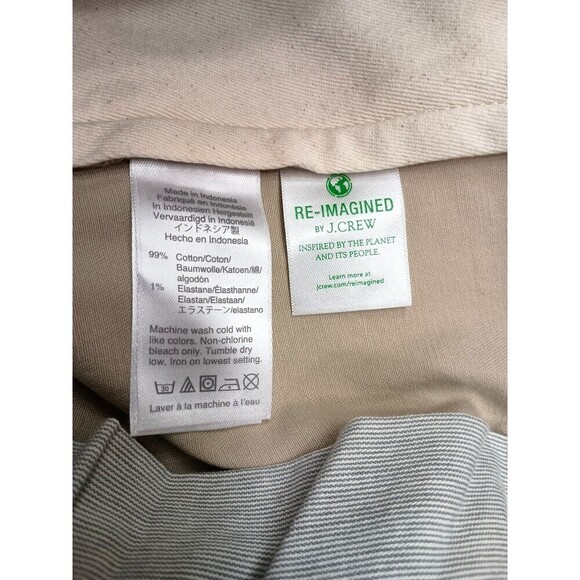 Made in Indonesia
Fabriqué en Indonésie
In Indonesien Hergestellt
Vervaardigd in Indonesië
インドネシア製
Hecho en Indonesia
99% Cotton/Coton/
Baumwolle/Katoen/綿/
algodón
1% Elastane/Élasthanne/
Elastan/Elastaan/
エラステーン/elastano
Machine wash cold with
like colors. Non-chlorine
bleach only. Tumble dry
low. Iron on lowest setting.
30
Laver à la machine à l'eau
RE-IMAGINED
BY J.CREW
INSPIRED BY THE PLANET
AND ITS PEOPLE.
Learn more at
jcrew.com/reimagined